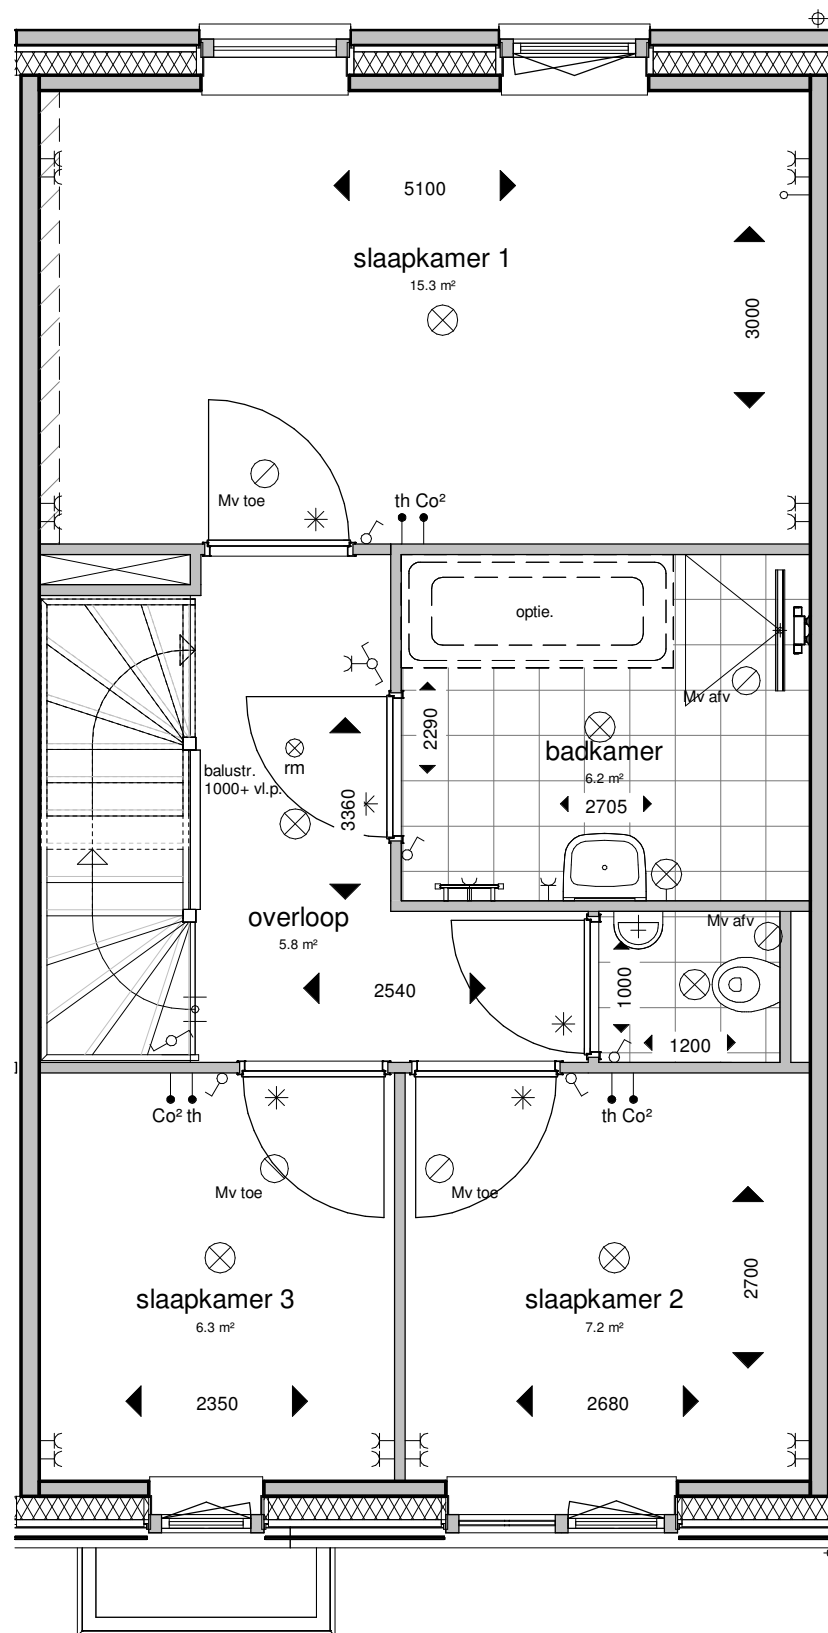 5100
slaapkamer 1
15.3 m²
3000
Mv toe
th Co²
optie.
Mv afv
2290
badkamer
6.2 m²
2705
rm
balustr.
1000+ vl.p.
3360
overloop
5.8 m²
2540
Mv afv
1000
1200
Co² th
th Co²
Mv toe
Mv toe
slaapkamer 3
6.3 m²
slaapkamer 2
7.2 m²
2700
2350
2680